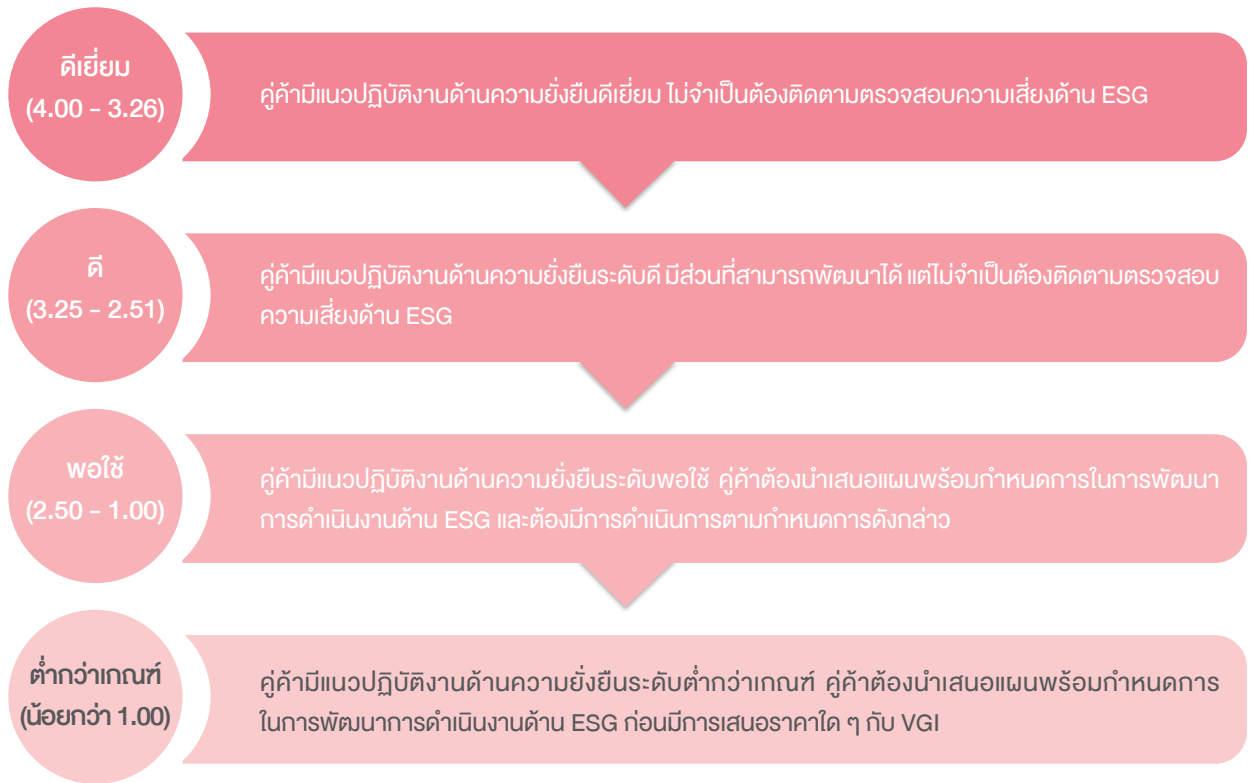 ดีเยี่ยม
(4.00 - 3.26)
คู่ค้ามีแนวปฏิบัติงานด้านความยั่งยืนดีเยี่ยม ไม่จำเป็นต้องติดตามตรวจสอบความเสี่ยงด้าน ESG
ดี
(3.25 - 2.51)
คู่ค้ามีแนวปฏิบัติงานด้านความยั่งยืนระดับดี มีส่วนที่สามารถพัฒนาได้ แต่ไม่จำเป็นต้องติดตามตรวจสอบ
ความเสี่ยงด้าน ESG
พอใช้
(2.50 - 1.00)
คู่ค้ามีแนวปฏิบัติงานด้านความยั่งยืนระดับพอใช้ คู่ค้าต้องนำเสนอแผนพร้อมกำหนดการในการพัฒนา
การดำเนินงานด้าน ESG และต้องมีการดำเนินการตามกำหนดการดังกล่าว
ต่ำกว่าเกณฑ์
(น้อยกว่า 1.00)
คู่ค้ามีแนวปฏิบัติงานด้านความยั่งยืนระดับต่ำกว่าเกณฑ์ คู่ค้าต้องนำเสนอแผนพร้อมกำหนดการ
ในการพัฒนาการดำเนินงานด้าน ESG ก่อนมีการเสนอราคาใด ๆ กับ VGI